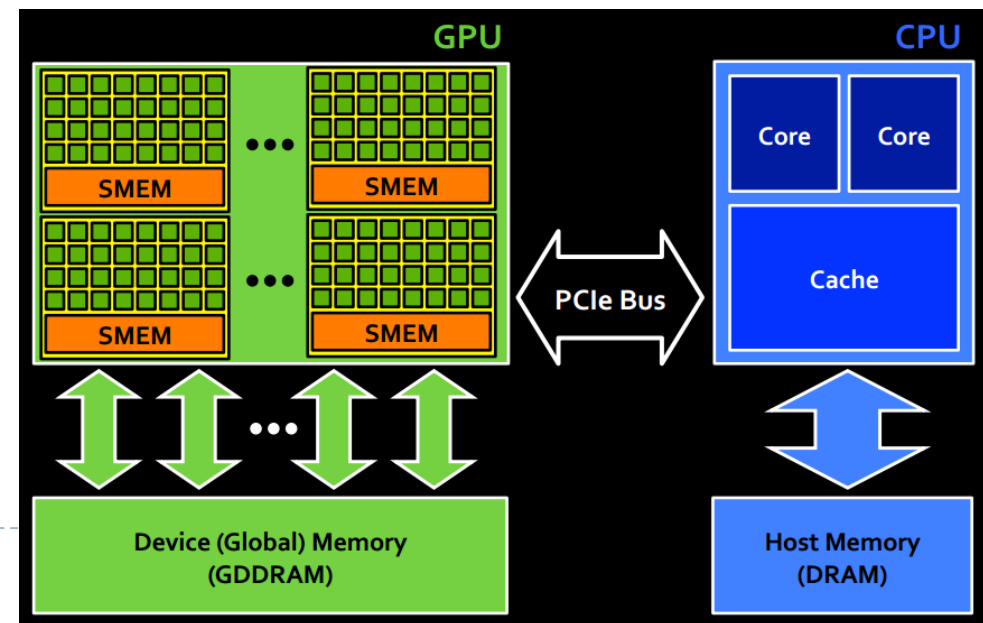 GPU
CPU
SMEM
SMEM
SMEM
SMEM
PCIe Bus
Core
Core
Cache
Device (Global) Memory
(GDDRAM)
Host Memory
(DRAM)